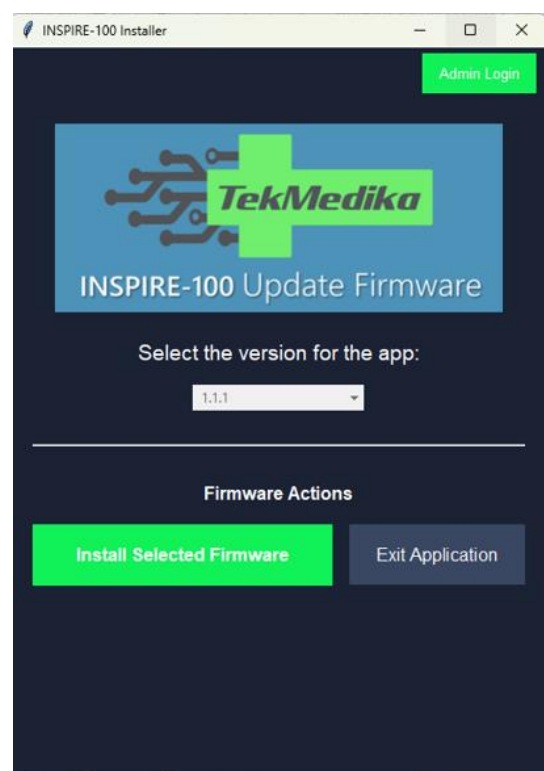 INSPIRE-100 Installer
Admin Login
TekMedika
INSPIRE-100 Update Firmware
Select the version for the app:
1.1.1
Firmware Actions
Install Selected Firmware
Exit Application